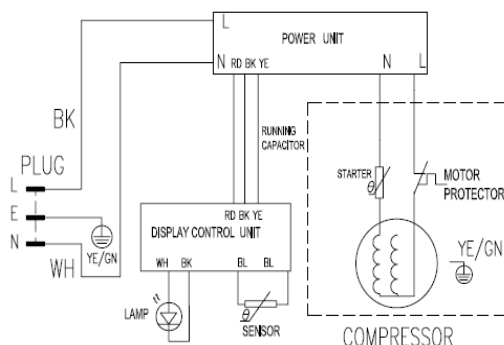 L
POWER UNIT
N RD BK YE N L
BK
RUNNING
CAPACITOR
PLUG
STARTER
θ
MOTOR
PROTECTOR
L
E
N
YE/GN
WH
RD BK YE
DISPLAY CONTROL UNIT
WH BK BL BL
YE/GN
LAMP
θ
SENSOR
COMPRESSOR